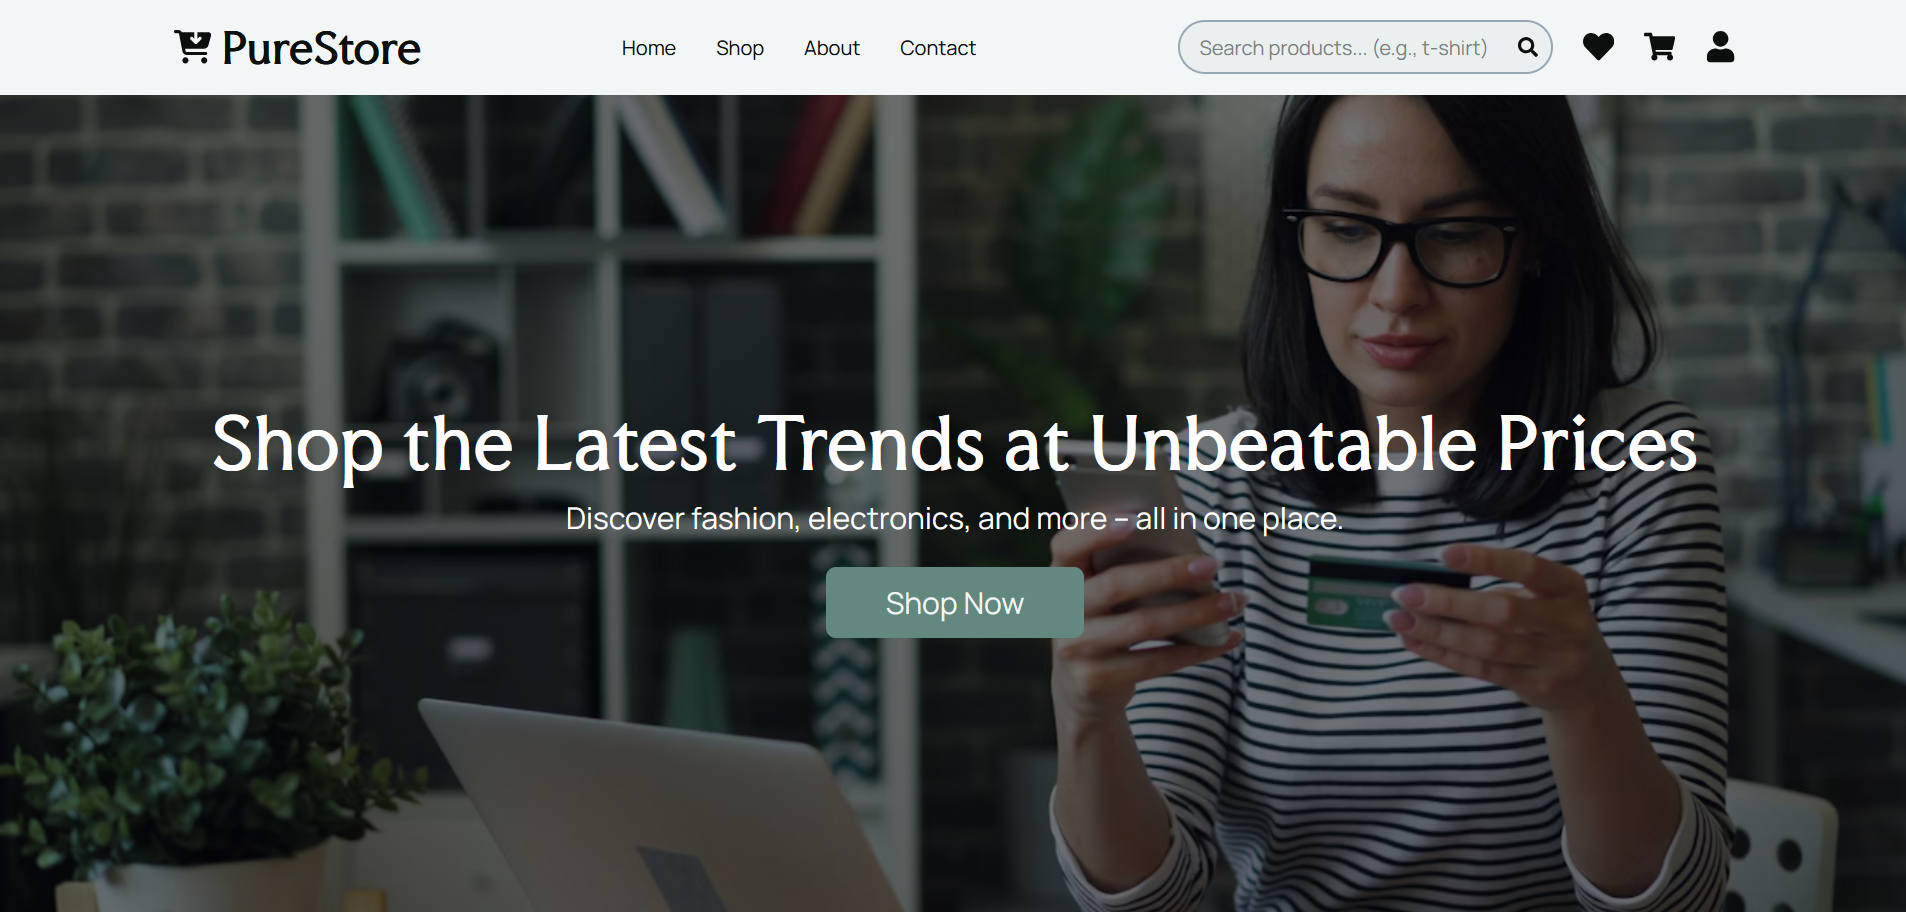 PureStore
Home
Shop
About
Contact
Search products... (e.g., t-shirt)
Shop the Latest Trends at Unbeatable Prices
Discover fashion, electronics, and more – all in one place.
Shop Now